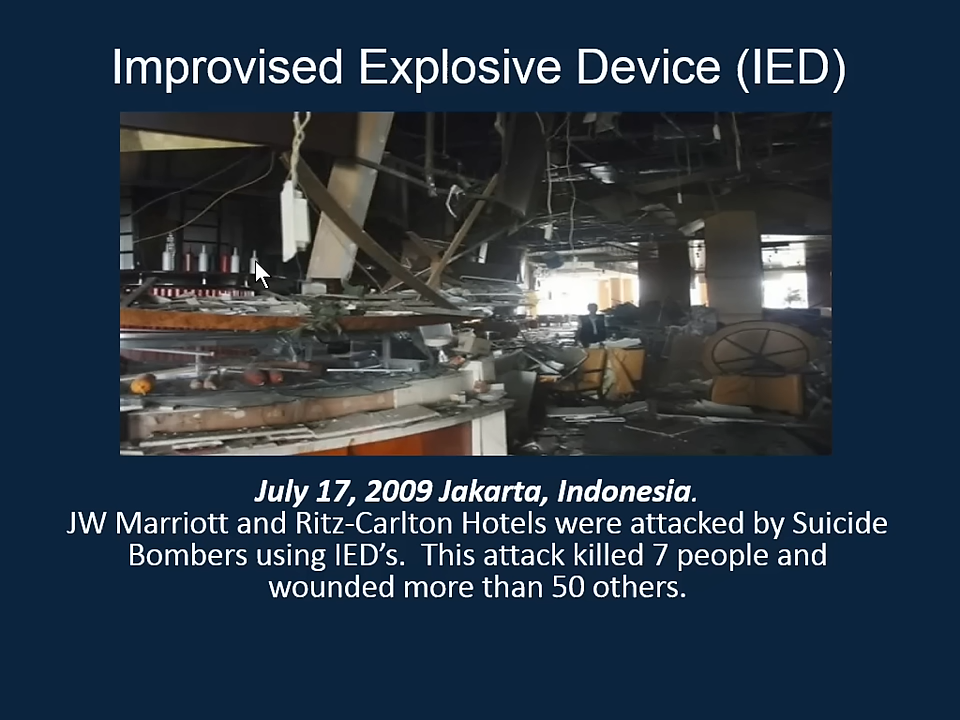 Improvised Explosive Device (IED)
July 17, 2009 Jakarta, Indonesia.
JW Marriott and Ritz-Carlton Hotels were attacked by Suicide
Bombers using IED’s.  This attack killed 7 people and
wounded more than 50 others.